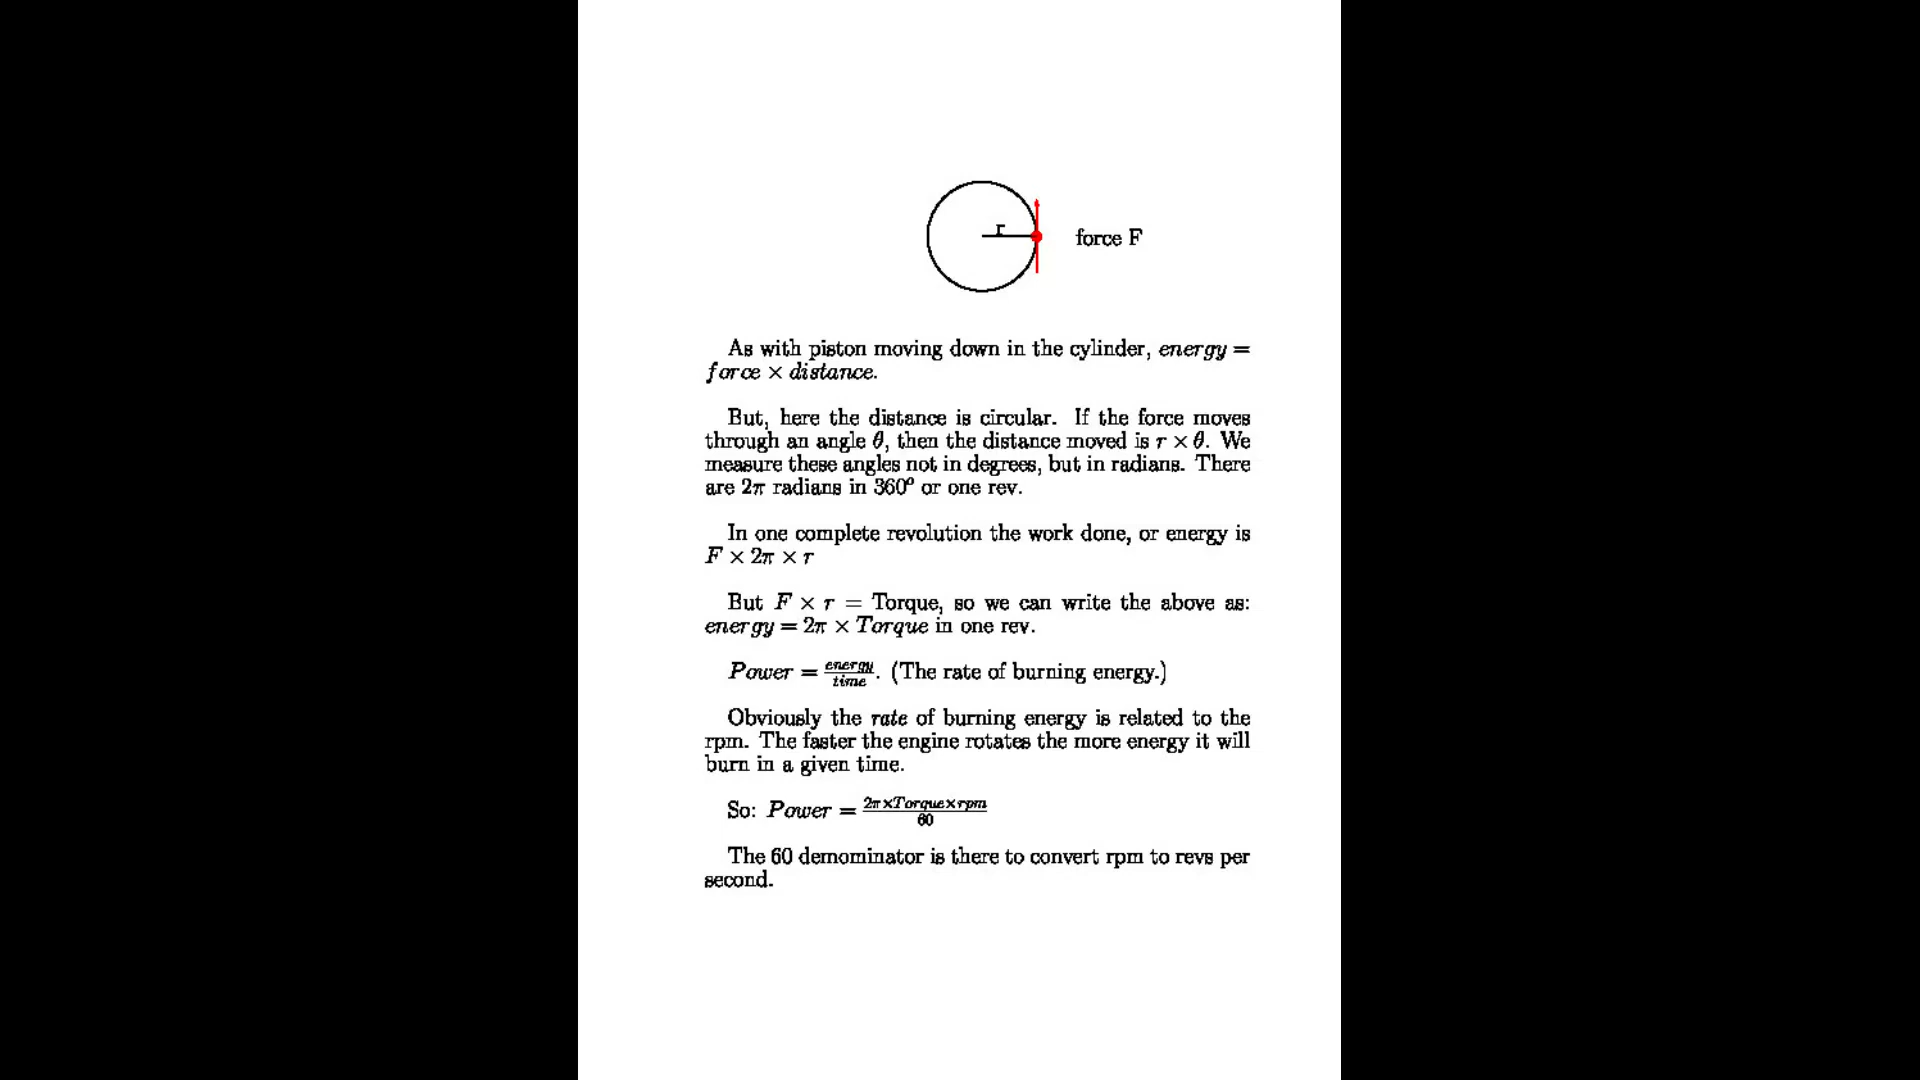 r
force F
As with piston moving down in the cylinder, energy =
force × distance.
But, here the distance is circular. If the force moves
through an angle θ, then the distance moved is r × θ. We
measure these angles not in degrees, but in radians. There
are 2π radians in 360° or one rev.
In one complete revolution the work done, or energy is
F × 2π × r
But F × r = Torque, so we can write the above as:
energy = 2π × Torque in one rev.
Power = energy/time. (The rate of burning energy.)
Obviously the rate of burning energy is related to the
rpm. The faster the engine rotates the more energy it will
burn in a given time.
So: Power = 2π×Torque×rpm/60
The 60 demominator is there to convert rpm to revs per
second.